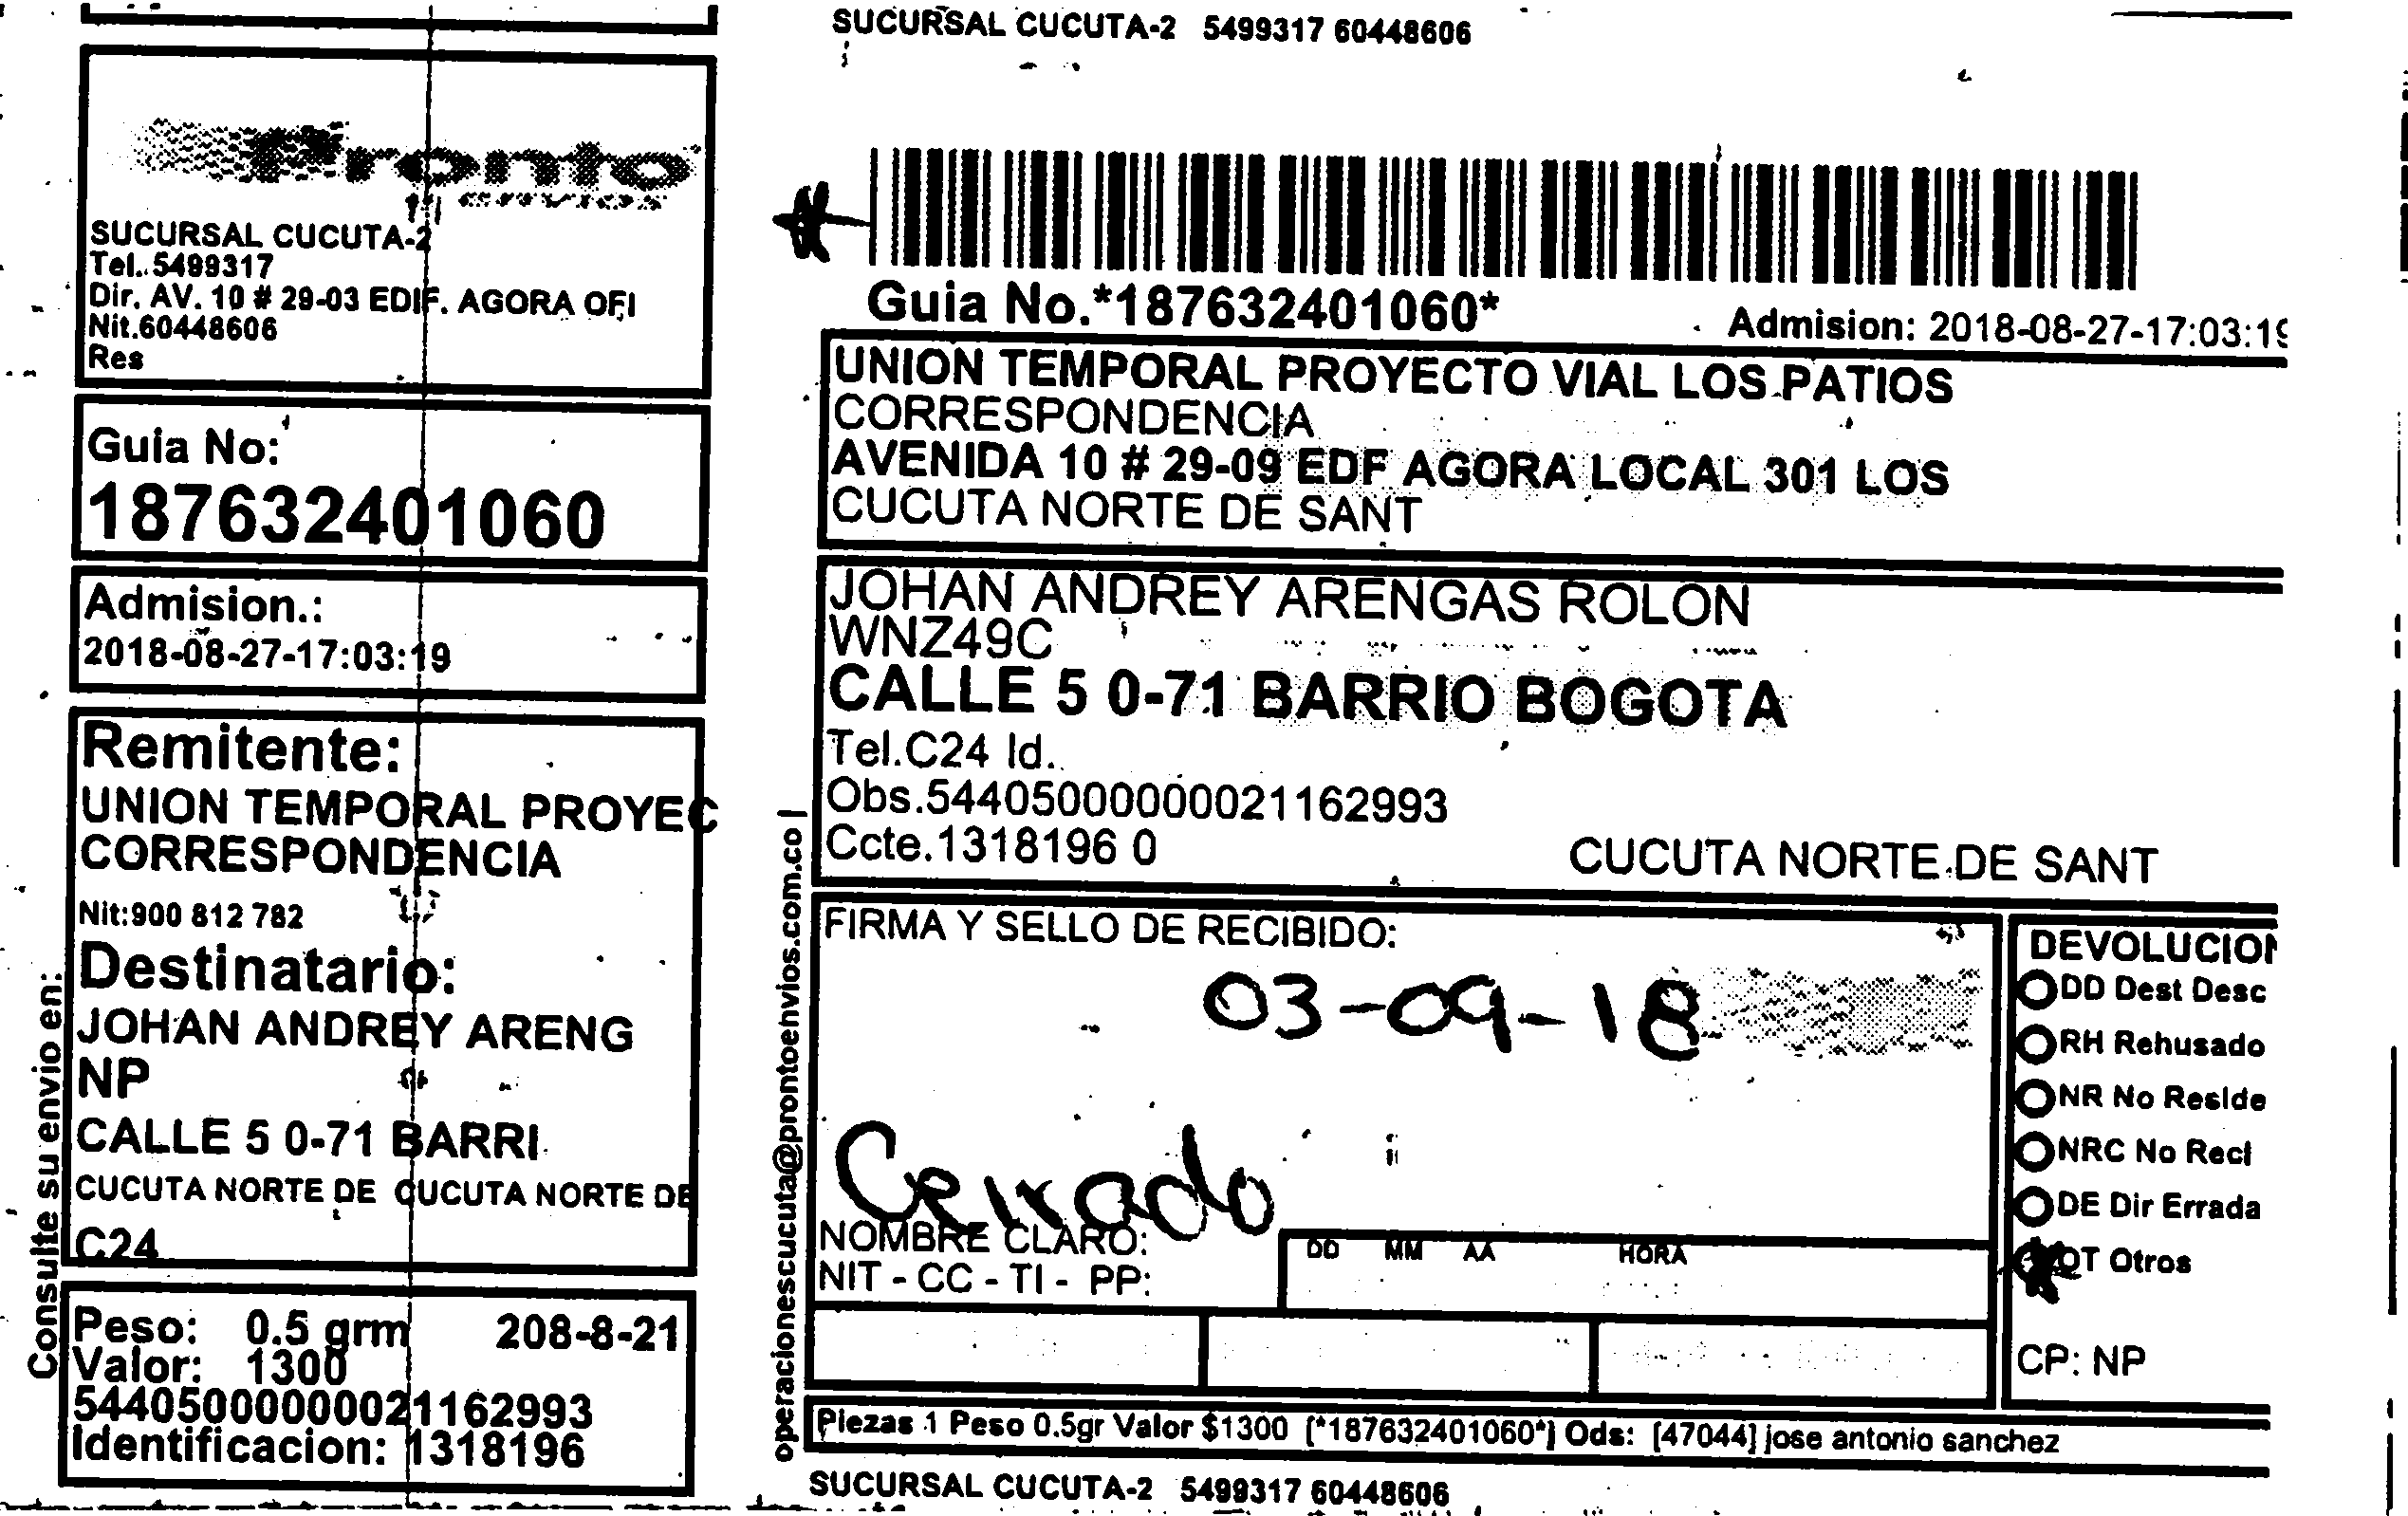 SUCURSAL CUCUTA-2 5499317 60448606
Pronto
envios
SUCURSAL CUCUTA-2
Tel..5499317
Dir. AV. 10 # 29-03 EDIF. AGORA OFI
Nit.60448606
Res
Guia No:
187632401060
Admision.:
2018-08-27-17:03:19
Remitente:
UNION TEMPORAL PROYEC
CORRESPONDENCIA
Nit:900 812 782
Destinatario:
JOHAN ANDREY ARENG
NP
CALLE 5 0-71 BARRI
CUCUTA NORTE DE CUCUTA NORTE DE
C24
Peso: 0.5 grm 208-8-21
Valor: 1300
54405000000021162993
Identificacion: 1318196
Consulte su envio en:
Guia No.*187632401060*
Admision: 2018-08-27-17:03:19
UNION TEMPORAL PROYECTO VIAL LOS PATIOS
CORRESPONDENCIA
AVENIDA 10 # 29-09 EDF AGORA LOCAL 301 LOS
CUCUTA NORTE DE SANT
JOHAN ANDREY ARENGAS ROLON
WNZ49C
CALLE 5 0-71 BARRIO BOGOTA
Tel.C24 Id.
Obs.54405000000021162993
Ccte.1318196 0
CUCUTA NORTE DE SANT
operacionescucuta@prontoenvios.com.co
FIRMA Y SELLO DE RECIBIDO:
03-09-18
Cerrado
NOMBRE CLARO:
NIT - CC - TI - PP:
DD MM AA HORA
DEVOLUCION
DD Dest Desc
RH Rehusado
NR No Reside
NRC No Recl
DE Dir Errada
OT Otros
CP: NP
Piezas 1 Peso 0.5gr Valor $1300 [*187632401060*] Ods: [47044] jose antonio sanchez
SUCURSAL CUCUTA-2 5499317 60448606